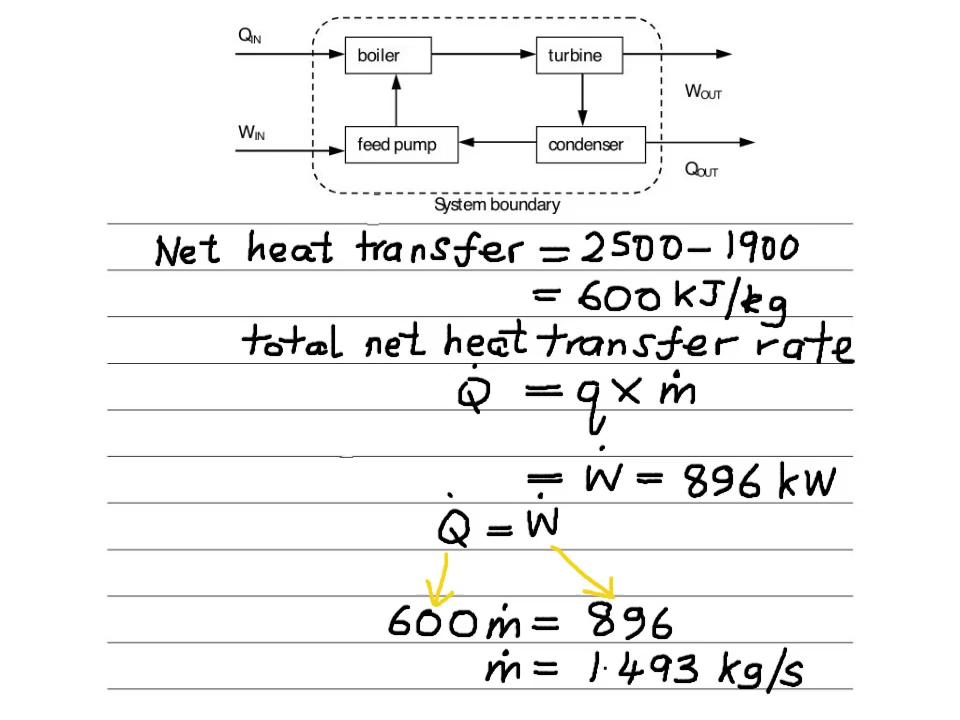 QIN
boiler
turbine
WOUT
WIN
feed pump
condenser
QOUT
System boundary
Net heat transfer = 2500 - 1900
= 600 KJ/kg
total net heat transfer rate
Q̇ = q × ṁ
= Ẇ = 896 kW
Q̇ = Ẇ
600ṁ = 896
ṁ = 1.493 kg/s